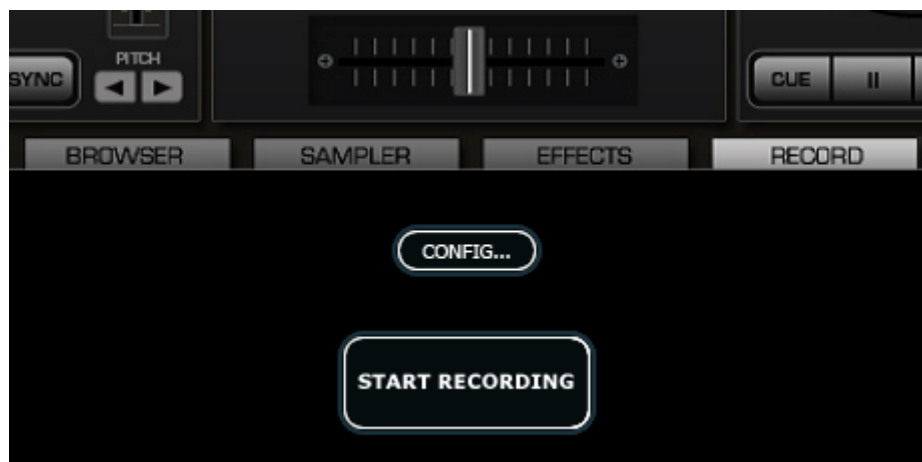 PITCH
SYNC
CUE
BROWSER SAMPLER EFFECTS RECORD
CONFIG...
START RECORDING